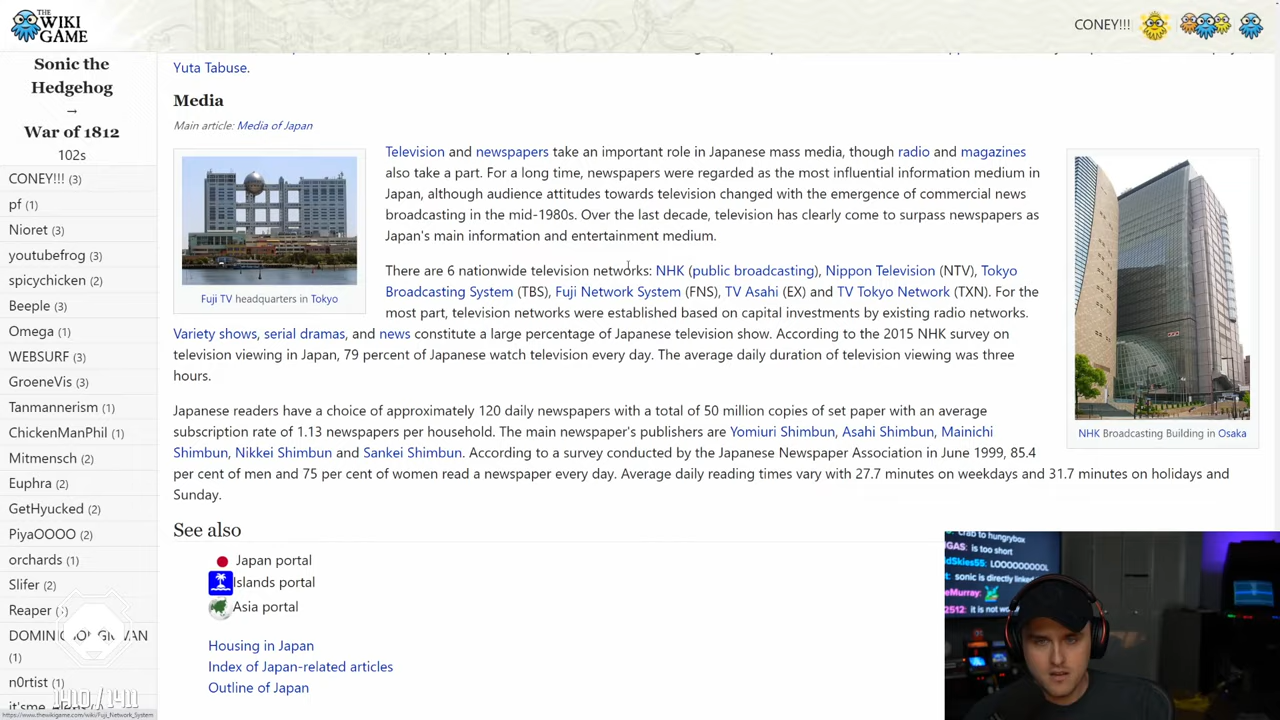 THE
WIKI
GAME
CONEY!!!
Sonic the
Hedgehog
→
War of 1812
102s
CONEY!!! (3)
pf (1)
Nioret (3)
youtubefrog (3)
spicychicken (2)
Beeple (3)
Omega (1)
WEBSURF (3)
GroeneVis (3)
Tanmannerism (1)
ChickenManPhil (1)
Mitmensch (2)
Euphra (2)
GetHyucked (2)
PiyaOOOO (2)
orchards (1)
Slifer (2)
Reaper
(1)
n0rtist (1)
it'sme
https://www.thewikigame.com/wiki/Fuji_Network_System
Yuta Tabuse.
Media
Main article: Media of Japan
Fuji TV headquarters in Tokyo
Television and newspapers take an important role in Japanese mass media, though radio and magazines
also take a part. For a long time, newspapers were regarded as the most influential information medium in
Japan, although audience attitudes towards television changed with the emergence of commercial news
broadcasting in the mid-1980s. Over the last decade, television has clearly come to surpass newspapers as
Japan's main information and entertainment medium.
There are 6 nationwide television networks: NHK (public broadcasting), Nippon Television (NTV), Tokyo
Broadcasting System (TBS), Fuji Network System (FNS), TV Asahi (EX) and TV Tokyo Network (TXN). For the
most part, television networks were established based on capital investments by existing radio networks.
Variety shows, serial dramas, and news constitute a large percentage of Japanese television show. According to the 2015 NHK survey on
television viewing in Japan, 79 percent of Japanese watch television every day. The average daily duration of television viewing was three
hours.
NHK Broadcasting Building in Osaka
Japanese readers have a choice of approximately 120 daily newspapers with a total of 50 million copies of set paper with an average
subscription rate of 1.13 newspapers per household. The main newspaper's publishers are Yomiuri Shimbun, Asahi Shimbun, Mainichi
Shimbun, Nikkei Shimbun and Sankei Shimbun. According to a survey conducted by the Japanese Newspaper Association in June 1999, 85.4
per cent of men and 75 per cent of women read a newspaper every day. Average daily reading times vary with 27.7 minutes on weekdays and 31.7 minutes on holidays and
Sunday.
See also
Japan portal
Islands portal
Asia portal
Housing in Japan
Index of Japan-related articles
Outline of Japan
crab to hungrybox
is too short
LOOOOOOOOL
sonic is directly linked
it is not